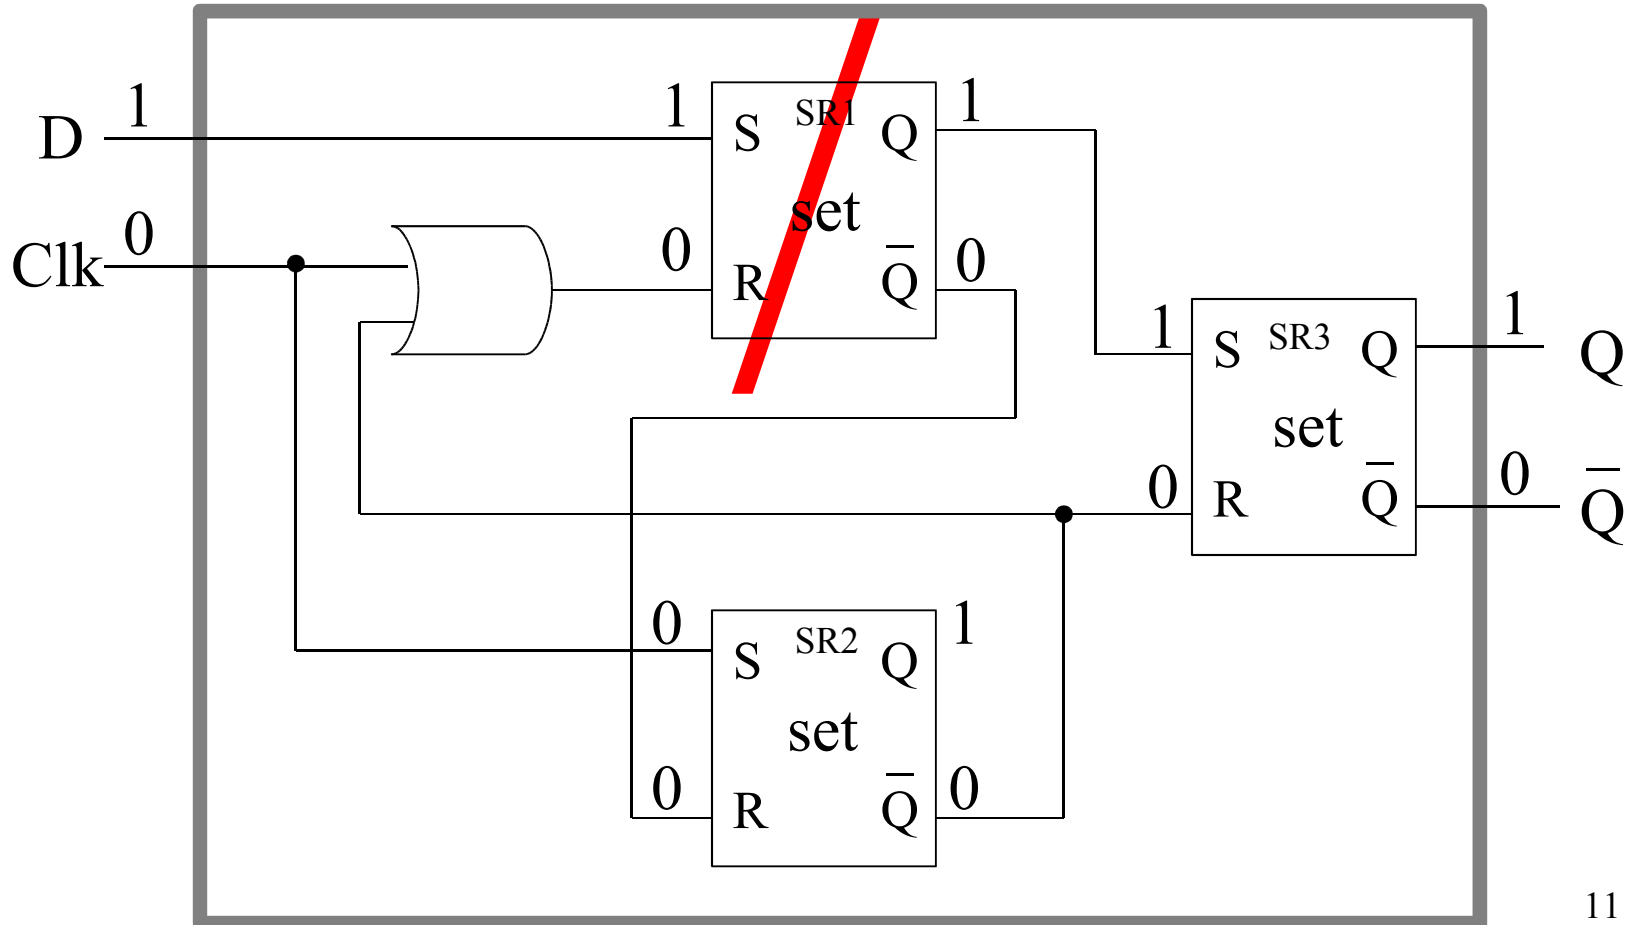 D 1
Clk 0
1 S SR1 Q 1
set
0 R Q̅ 0
1 S SR3 Q 1 Q
set
0 R Q̅ 0 Q̅
0 S SR2 Q 1
set
0 R Q̅ 0
11